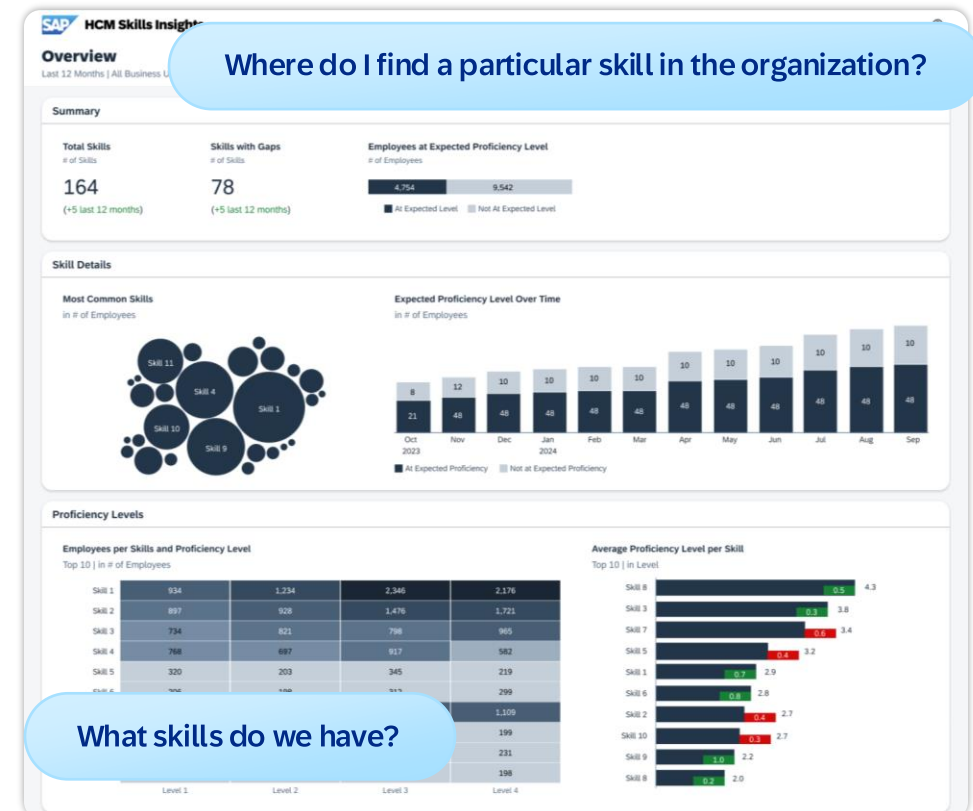 SAP HCM Skills Insights
Overview
Last 12 Months | All Business U
Where do I find a particular skill in the organization?
Summary
Total Skills
# of Skills
164
(+5 last 12 months)
Skills with Gaps
# of Skills
78
(+5 last 12 months)
Employees at Expected Proficiency Level
# of Employees
4,754 9,542
At Expected Level Not At Expected Level
Skill Details
Most Common Skills
in # of Employees
Skill 11
Skill 4
Skill 1
Skill 10
Skill 9
Expected Proficiency Level Over Time
in # of Employees
8 12 10 10 10 10 10 10 10 10 10 10
21 48 48 48 48 48 48 48 48 48 48 48
Oct Nov Dec Jan Feb Mar Apr May Jun Jul Aug Sep
2023 2024
At Expected Proficiency Not at Expected Proficiency
Proficiency Levels
Employees per Skills and Proficiency Level
Top 10 | in # of Employees
Skill 1 934 1,234 2,346 2,176
Skill 2 897 928 1,476 1,721
Skill 3 734 821 798 965
Skill 4 768 697 917 582
Skill 5 320 203 345 219
299
1,109
199
231
198
Level 1 Level 2 Level 3 Level 4
What skills do we have?
Average Proficiency Level per Skill
Top 10 | in Level
Skill 8 0.5 4.3
Skill 3 0.3 3.8
Skill 7 0.6 3.4
Skill 5 0.4 3.2
Skill 1 0.7 2.9
Skill 6 0.8 2.8
Skill 2 0.4 2.7
Skill 10 0.3 2.7
Skill 9 1.0 2.2
Skill 8 0.2 2.0